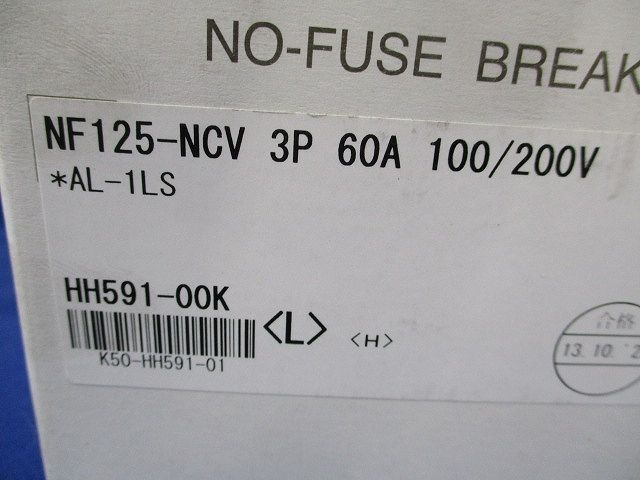 NO-FUSE BREAK
NF125-NCV 3P 60A 100/200V
*AL-1LS
HH591-00K
<L> <H>
K50-HH591-01
合格
13.10.'2